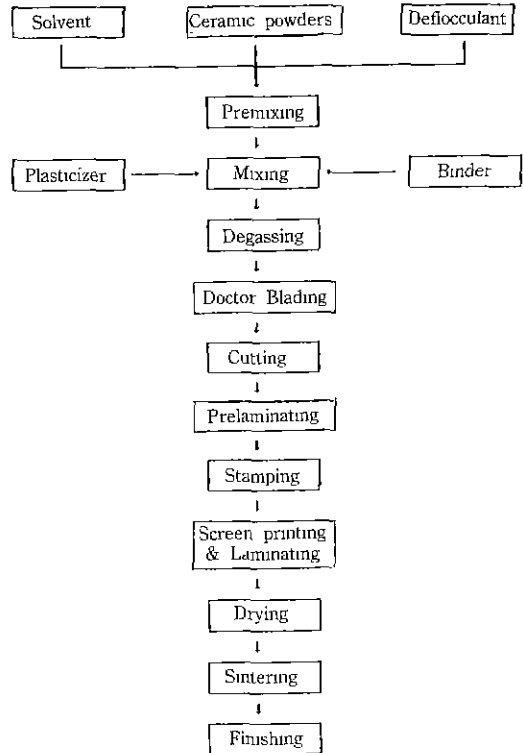 Solvent
Ceramic powders
Deflocculant
Premixing
Plasticizer
Mixing
Binder
Degassing
Doctor Blading
Cutting
Prelaminating
Stamping
Screen printing
& Laminating
Drying
Sintering
Finishing